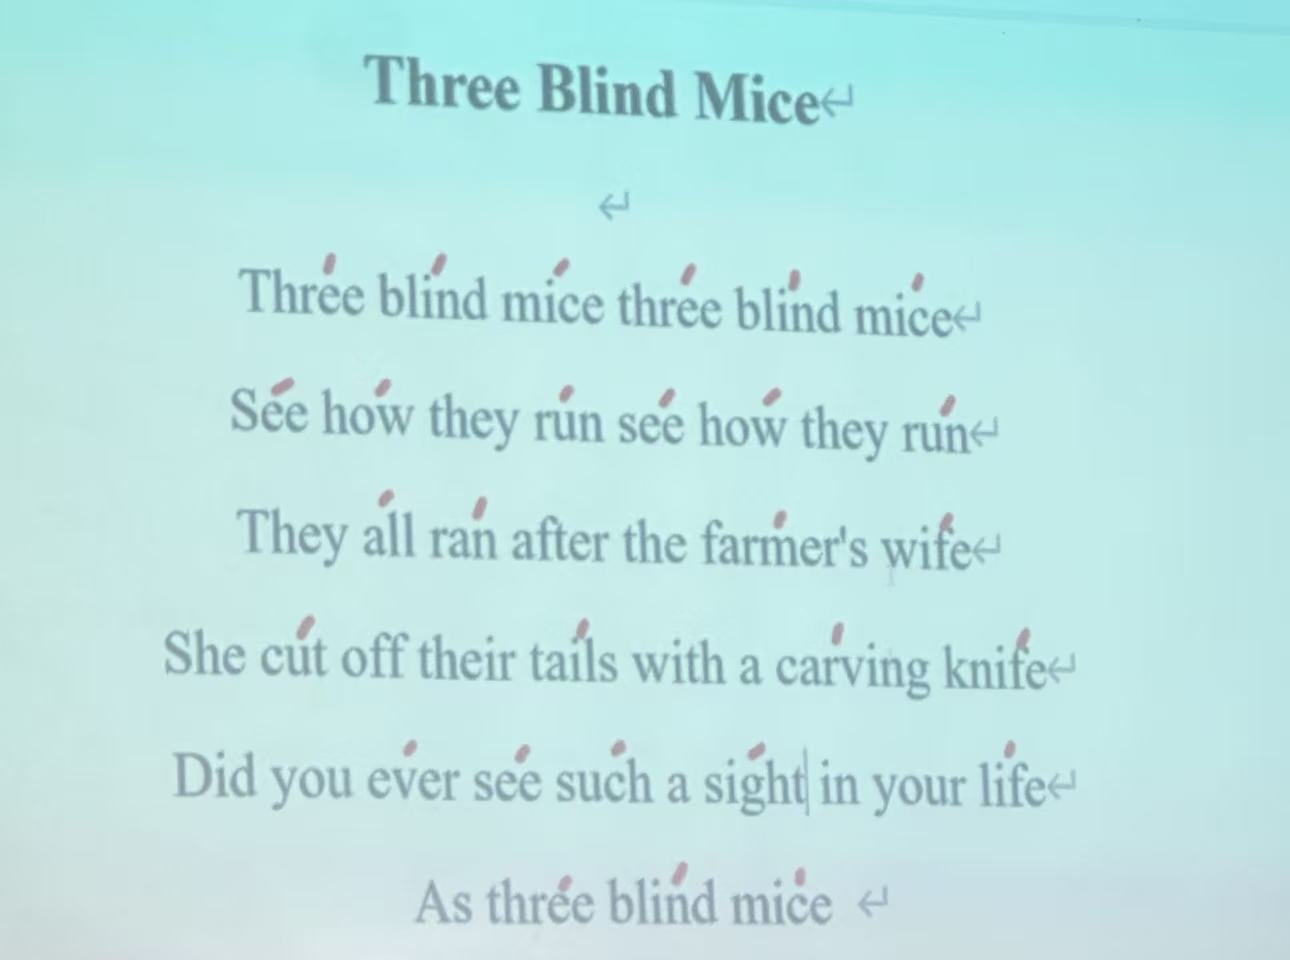 Three Blind Mice
Three blind mice three blind mice
See how they run see how they run
They all ran after the farmer's wife
She cut off their tails with a carving knife
Did you ever see such a sight in your life
As three blind mice